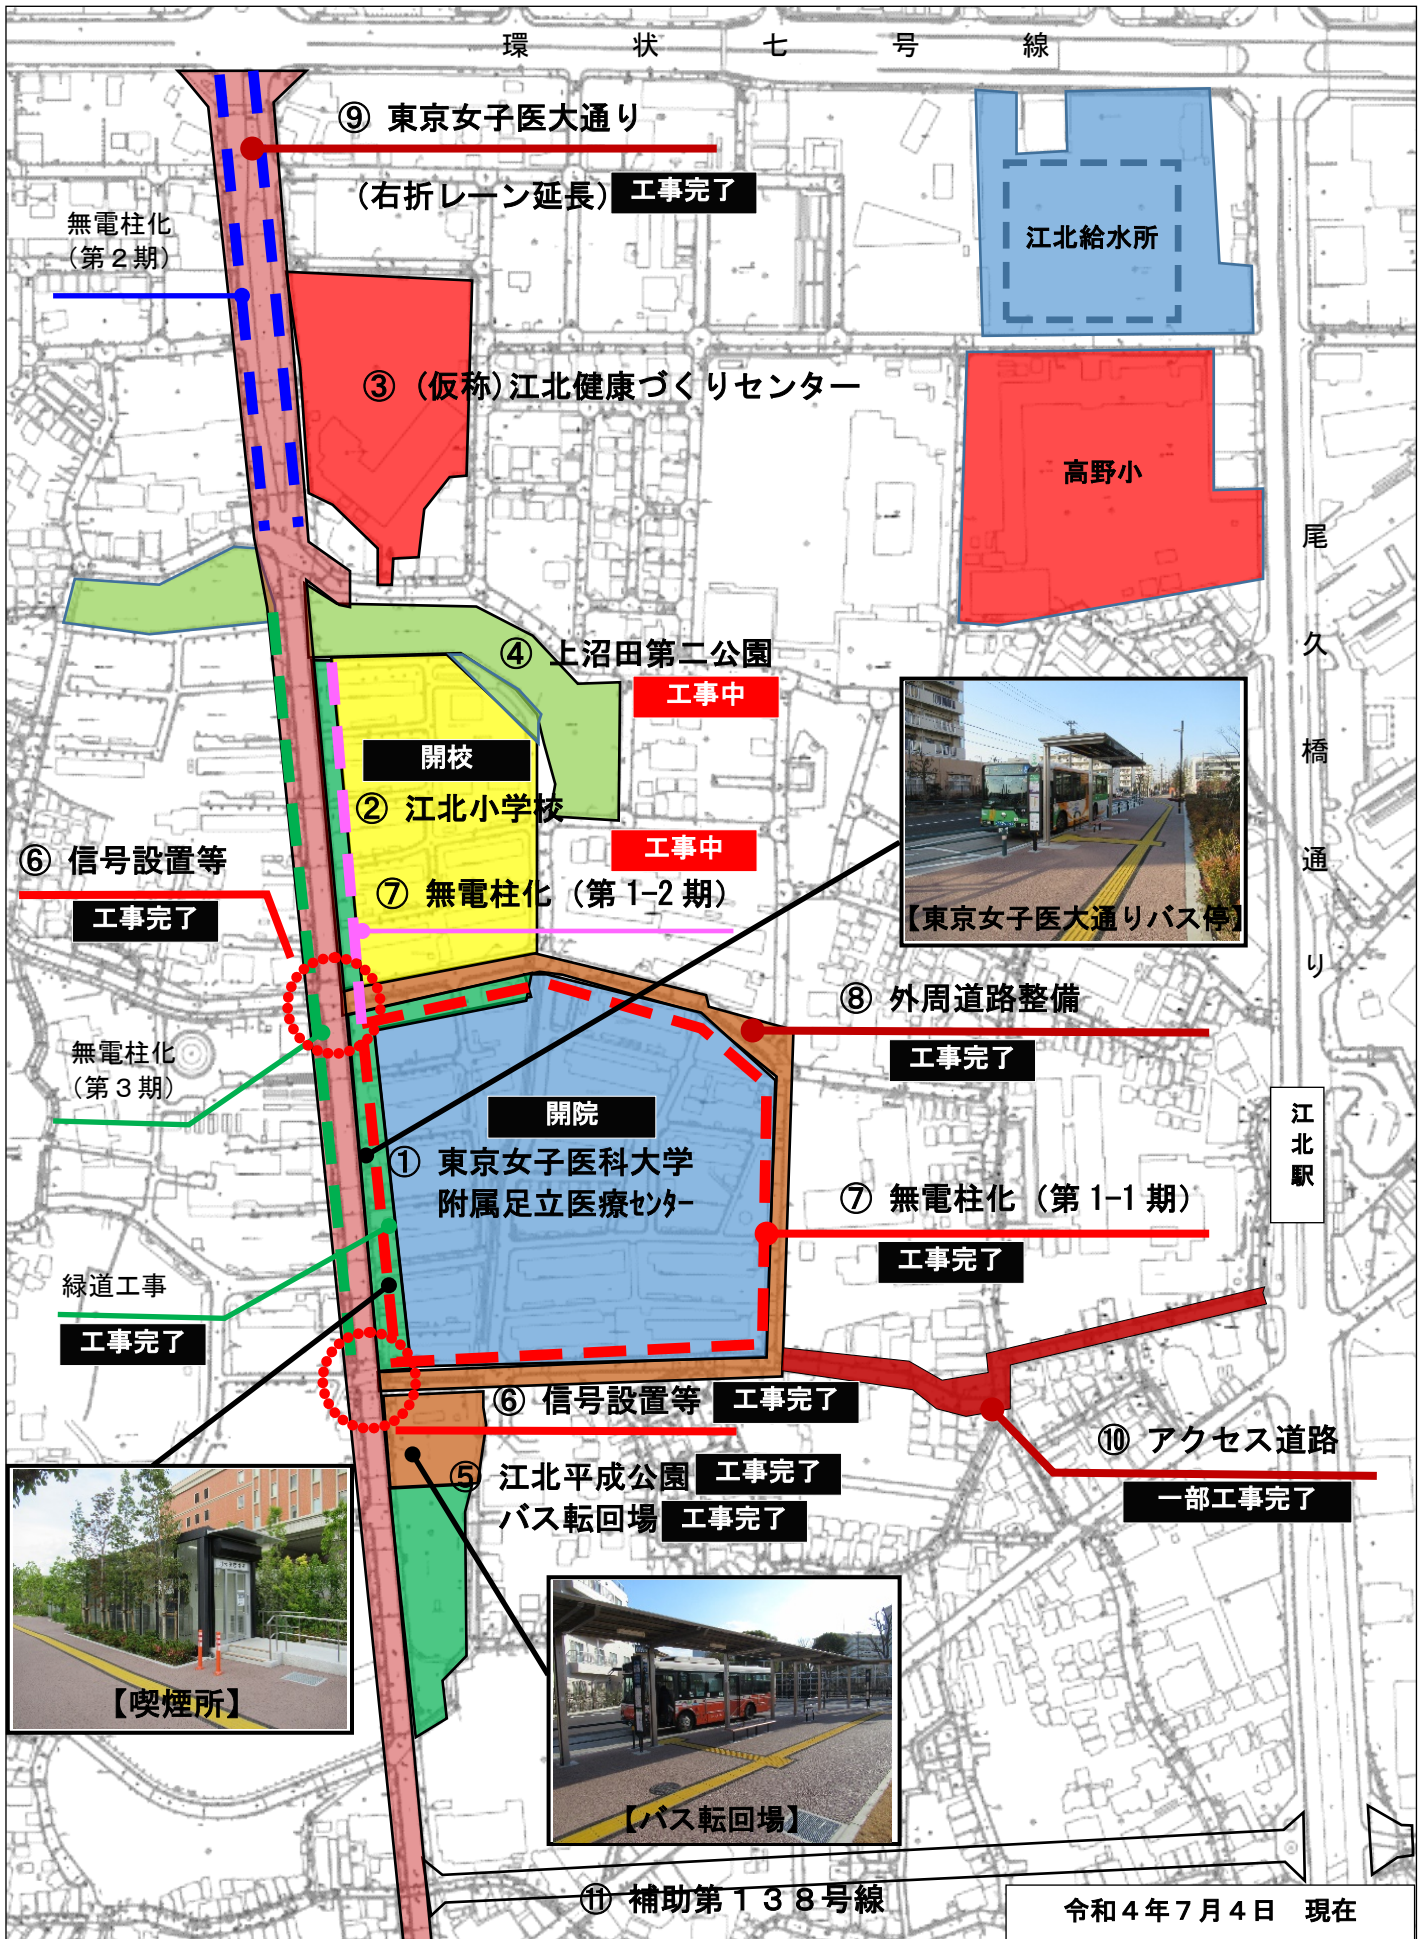 環状七号線
⑨ 東京女子医大通り
（右折レーン延長） 工事完了
無電柱化
（第２期）
江北給水所
③ (仮称)江北健康づくりセンター
高野小
尾久橋通り
④ 上沼田第二公園
工事中
開校
② 江北小学校
工事中
⑥ 信号設置等
工事完了
⑦ 無電柱化（第 1-2 期）
【東京女子医大通りバス停】
⑧ 外周道路整備
工事完了
無電柱化
（第３期）
開院
① 東京女子医科大学
附属足立医療ｾﾝﾀｰ
江北駅
⑦ 無電柱化（第 1-1 期）
工事完了
緑道工事
工事完了
⑥ 信号設置等 工事完了
⑩ アクセス道路
一部工事完了
⑤ 江北平成公園 工事完了
バス転回場 工事完了
【喫煙所】
【バス転回場】
⑪ 補助第１３８号線
令和４年７月４日　現在